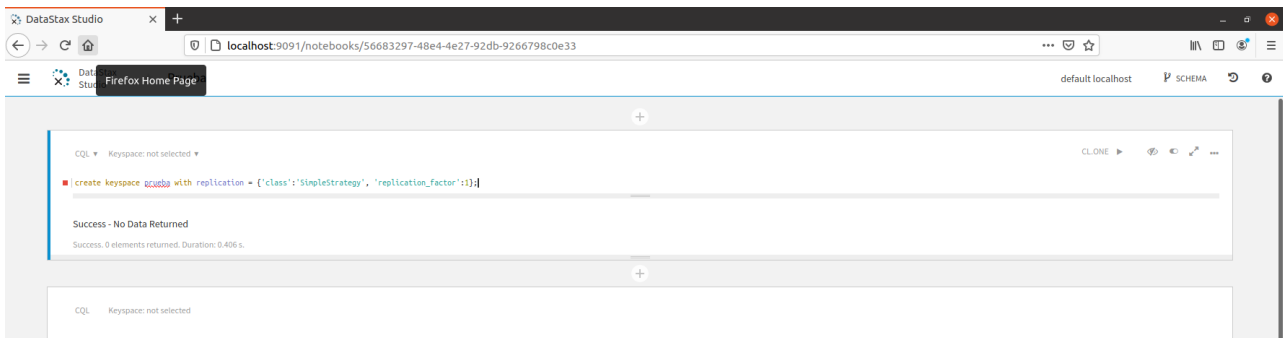 DataStax Studio
localhost:9091/notebooks/56683297-48e4-4e27-92db-9266798c0e33
Firefox Home Page
default localhost
SCHEMA
CQL Keyspace: not selected
CL.ONE
create keyspace prueba with replication = {'class':'SimpleStrategy', 'replication_factor':1};
Success - No Data Returned
Success. 0 elements returned. Duration: 0.406 s.
CQL Keyspace: not selected